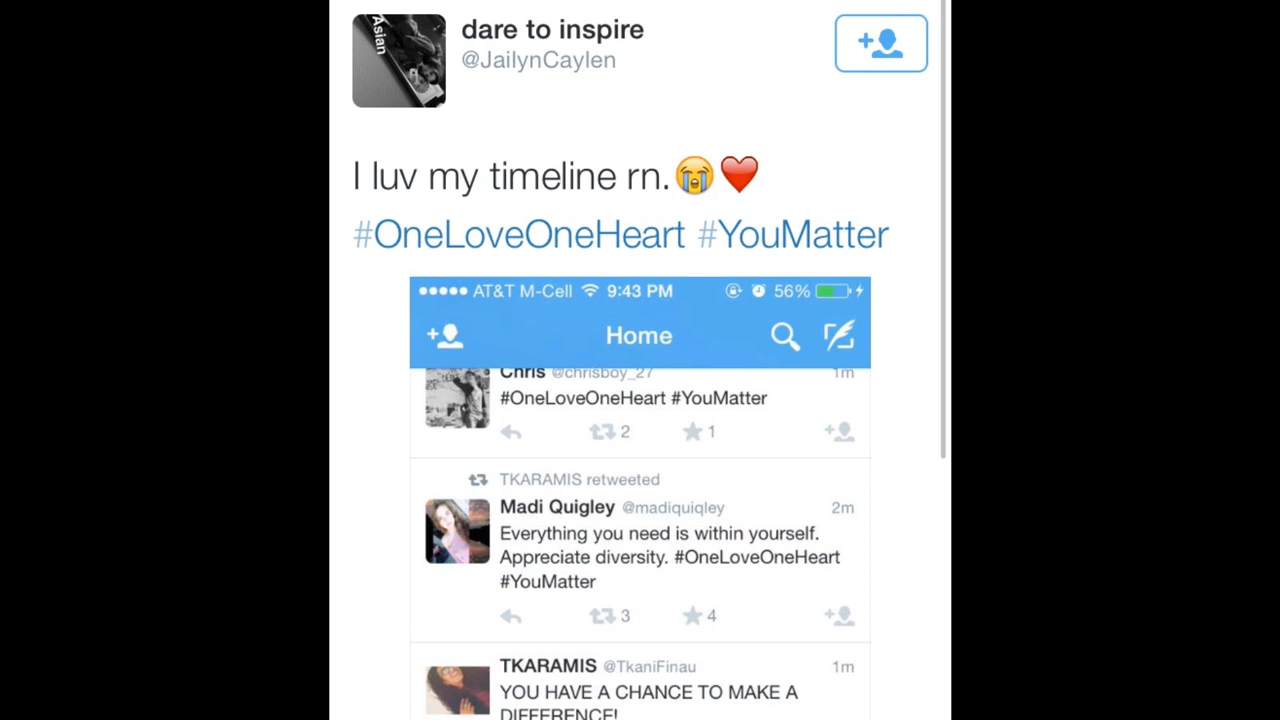 Asian
dare to inspire
@JailynCaylen
I luv my timeline rn.😭❤️
#OneLoveOneHeart #YouMatter
AT&T M-Cell 9:43 PM 56%
Home
Chris @chrisboy_27 1m
#OneLoveOneHeart #YouMatter
2 1
TKARAMIS retweeted
Madi Quigley @madiquiqley 2m
Everything you need is within yourself.
Appreciate diversity. #OneLoveOneHeart
#YouMatter
3 4
TKARAMIS @TkaniFinau 1m
YOU HAVE A CHANCE TO MAKE A
DIFFERENCE!